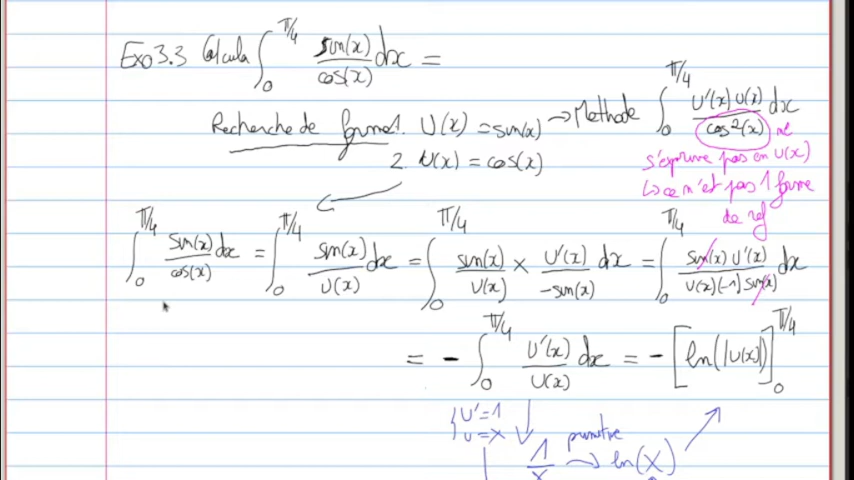 Exo3.3 Calcula ∫₀^π/4 sin(x)/cos(x) dx =
Recherche de forme 1. U(x) = sin(x) → Methode ∫₀^π/4 U'(x) U(x)/cos²(x) dx
2. U(x) = cos(x)
ne
s'exprime pas en U(x)
↳ ce n'est pas 1 forme
de ref
∫₀^π/4 sin(x)/cos(x) dx = ∫₀^π/4 sin(x)/U(x) dx = ∫₀^π/4 sin(x)/U(x) × U'(x)/-sin(x) dx = ∫₀^π/4 sin(x) U'(x)/U(x)(-1) sin(x) dx
= - ∫₀^π/4 U'(x)/U(x) dx = - [ln(|U(x)|)]₀^π/4
{U'=1
u=x
1/x primitive → ln(x)